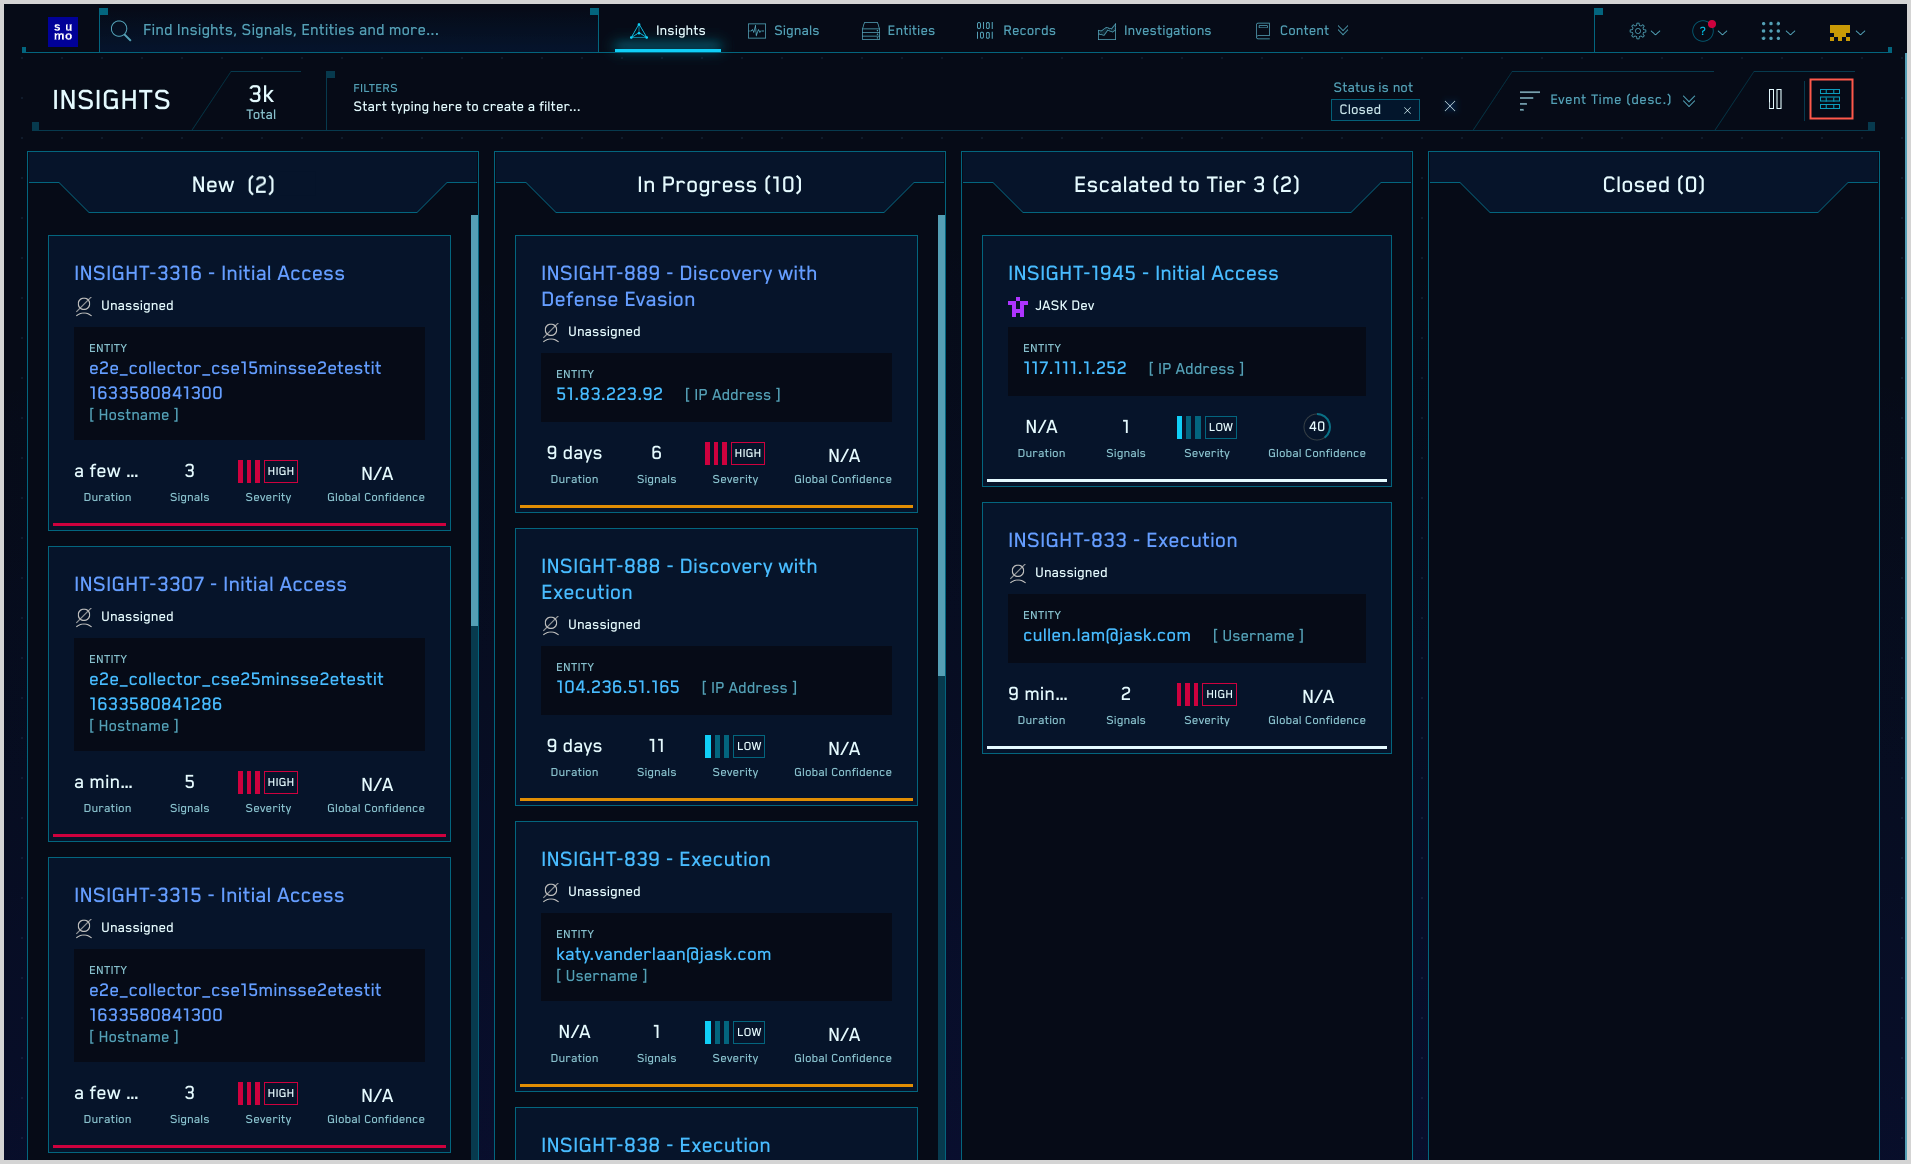 su
mo
Find Insights, Signals, Entities and more...
Insights
Signals
Entities
0101
1001
Records
Investigations
Content
?
INSIGHTS
3k
Total
FILTERS
Start typing here to create a filter...
Status is not
Closed
Event Time (desc.)
New (2)
INSIGHT-3316 - Initial Access
Unassigned
ENTITY
e2e_collector_cse15minsse2etestit
1633580841300
[ Hostname ]
a few ... 3 HIGH N/A
Duration Signals Severity Global Confidence
INSIGHT-3307 - Initial Access
Unassigned
ENTITY
e2e_collector_cse25minsse2etestit
1633580841286
[ Hostname ]
a min... 5 HIGH N/A
Duration Signals Severity Global Confidence
INSIGHT-3315 - Initial Access
Unassigned
ENTITY
e2e_collector_cse15minsse2etestit
1633580841300
[ Hostname ]
a few ... 3 HIGH N/A
Duration Signals Severity Global Confidence
In Progress (10)
INSIGHT-889 - Discovery with
Defense Evasion
Unassigned
ENTITY
51.83.223.92 [ IP Address ]
9 days 6 HIGH N/A
Duration Signals Severity Global Confidence
INSIGHT-888 - Discovery with
Execution
Unassigned
ENTITY
104.236.51.165 [ IP Address ]
9 days 11 LOW N/A
Duration Signals Severity Global Confidence
INSIGHT-839 - Execution
Unassigned
ENTITY
katy.vanderlaan@jask.com
[ Username ]
N/A 1 LOW N/A
Duration Signals Severity Global Confidence
INSIGHT-838 - Execution
Escalated to Tier 3 (2)
INSIGHT-1945 - Initial Access
JASK Dev
ENTITY
117.111.1.252 [ IP Address ]
N/A 1 LOW 40
Duration Signals Severity Global Confidence
INSIGHT-833 - Execution
Unassigned
ENTITY
cullen.lam@jask.com [ Username ]
9 min... 2 HIGH N/A
Duration Signals Severity Global Confidence
Closed (0)